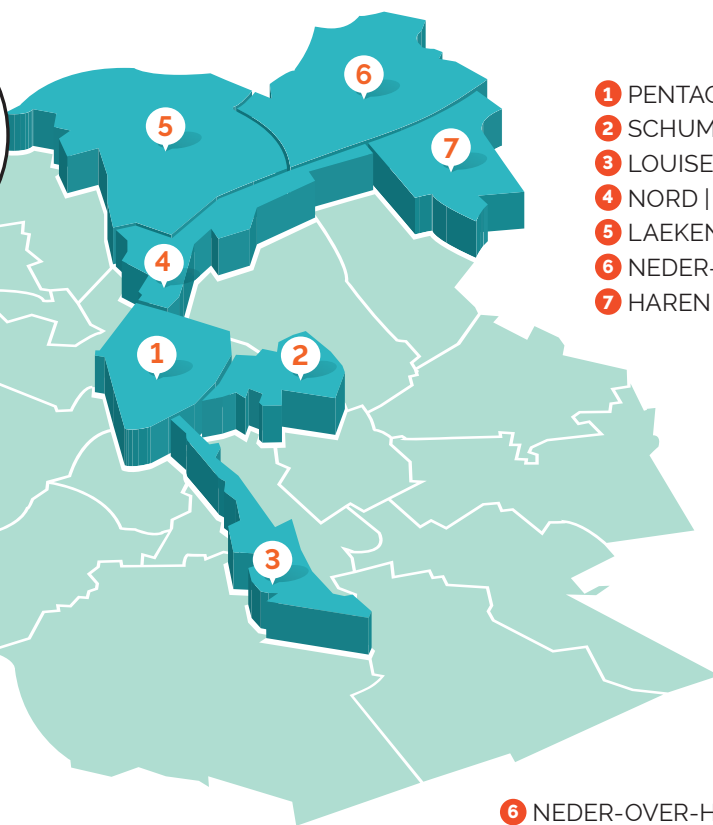 6
5
7
4
1
2
3
1 PENTAG
2 SCHUM
3 LOUISE
4 NORD |
5 LAEKEN
6 NEDER-
7 HAREN
6 NEDER-OVER-H